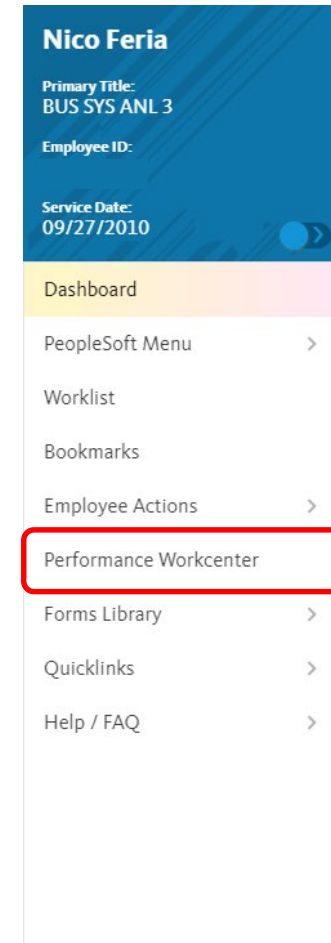 Nico Feria
Primary Title:
BUS SYS ANL 3
Employee ID:
Service Date:
09/27/2010
Dashboard
PeopleSoft Menu
Worklist
Bookmarks
Employee Actions
Performance Workcenter
Forms Library
Quicklinks
Help / FAQ